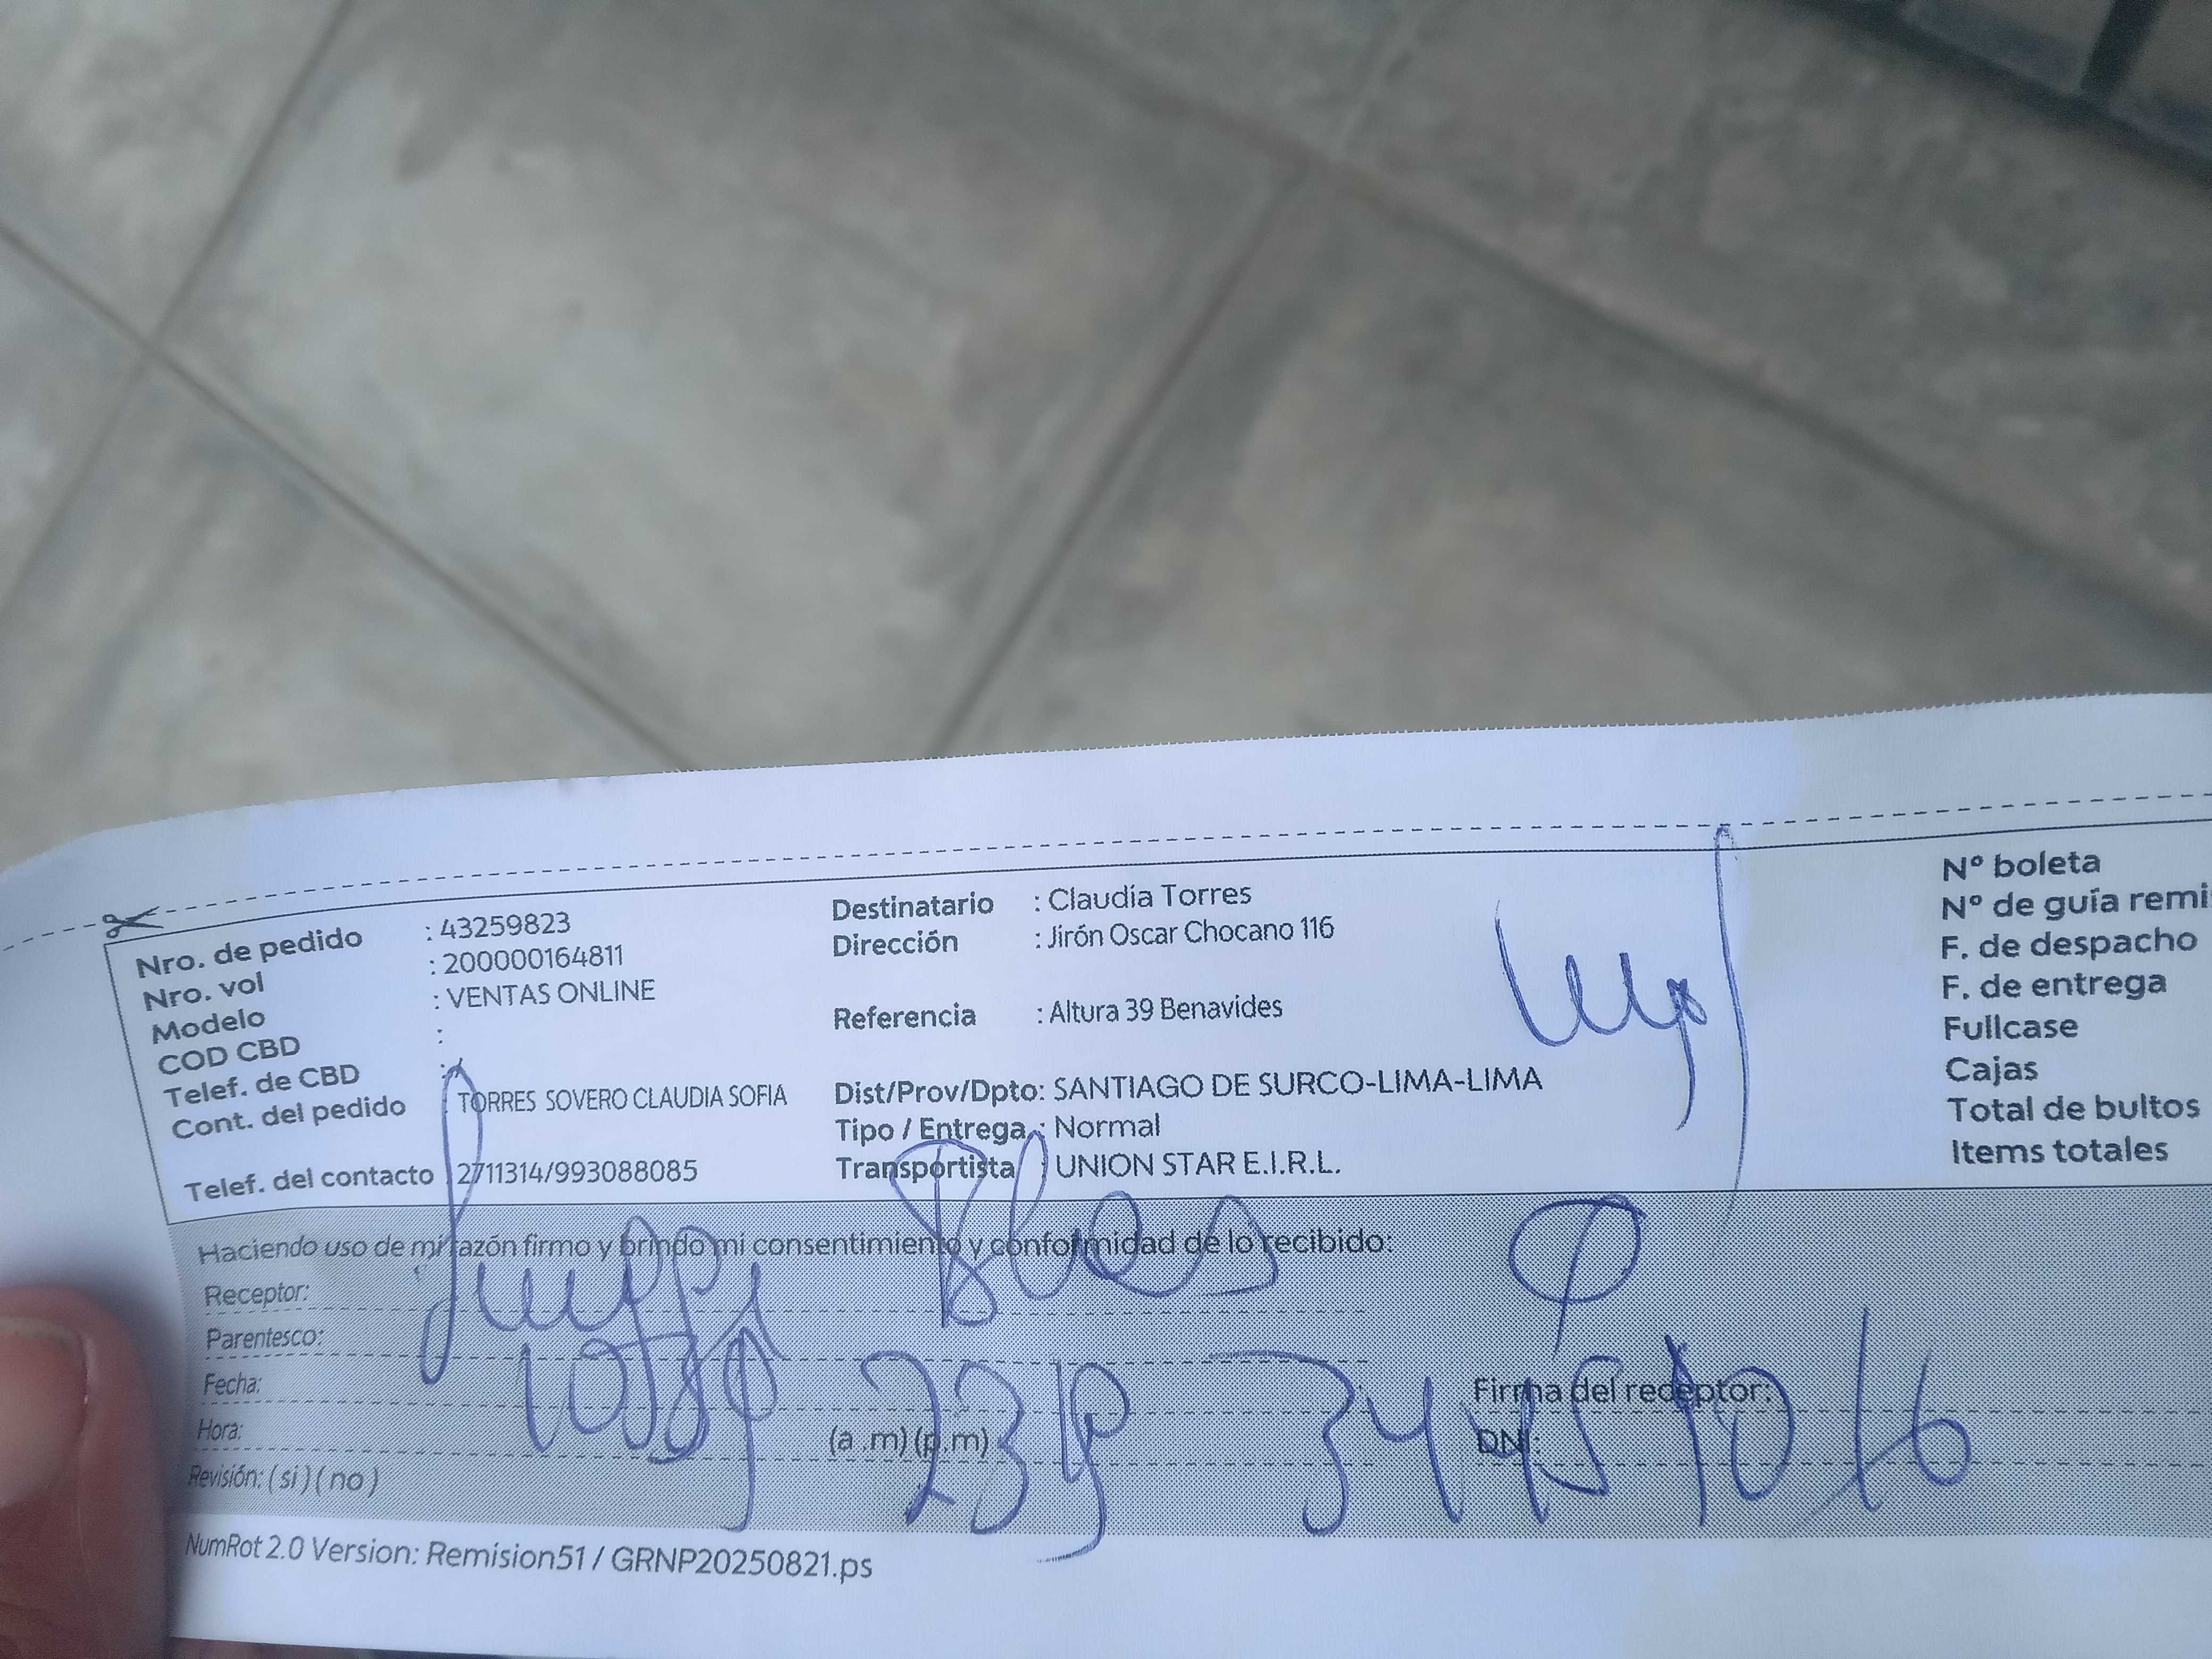 Nro. de pedido : 43259823
Nro. vol : 200000164811
Modelo : VENTAS ONLINE
COD CBD :
Telef. de CBD :
Cont. del pedido : TORRES SOVERO CLAUDIA SOFIA
Telef. del contacto : 2711314/993088085
Destinatario : Claudia Torres
Dirección : Jirón Oscar Chocano 116
Referencia : Altura 39 Benavides
Dist/Prov/Dpto: SANTIAGO DE SURCO-LIMA-LIMA
Tipo / Entrega : Normal
Transportista : UNION STAR E.I.R.L.
Nº boleta
Nº de guía remi
F. de despacho
F. de entrega
Fullcase
Cajas
Total de bultos
Items totales
Haciendo uso de mi razón firmo y brindo mi consentimiento y conformidad de lo recibido:
Blas
Receptor:
Parentesco:
Fecha:
Hora: (a.m) (p.m)
Revisión: ( si ) ( no )
Firma del receptor:
DNI:
NumRot 2.0 Version: Remision51 / GRNP20250821.ps